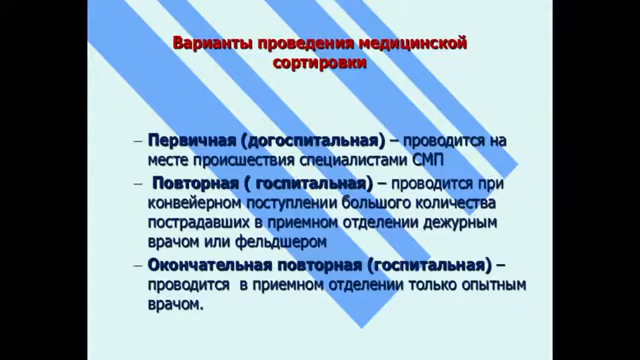 Варианты проведения медицинской
сортировки
– Первичная (догоспитальная) – проводится на
месте происшествия специалистами СМП
– Повторная ( госпитальная) – проводится при
конвейерном поступлении большого количества
пострадавших в приемном отделении дежурным
врачом или фельдшером
– Окончательная повторная (госпитальная) –
проводится в приемном отделении только опытным
врачом.